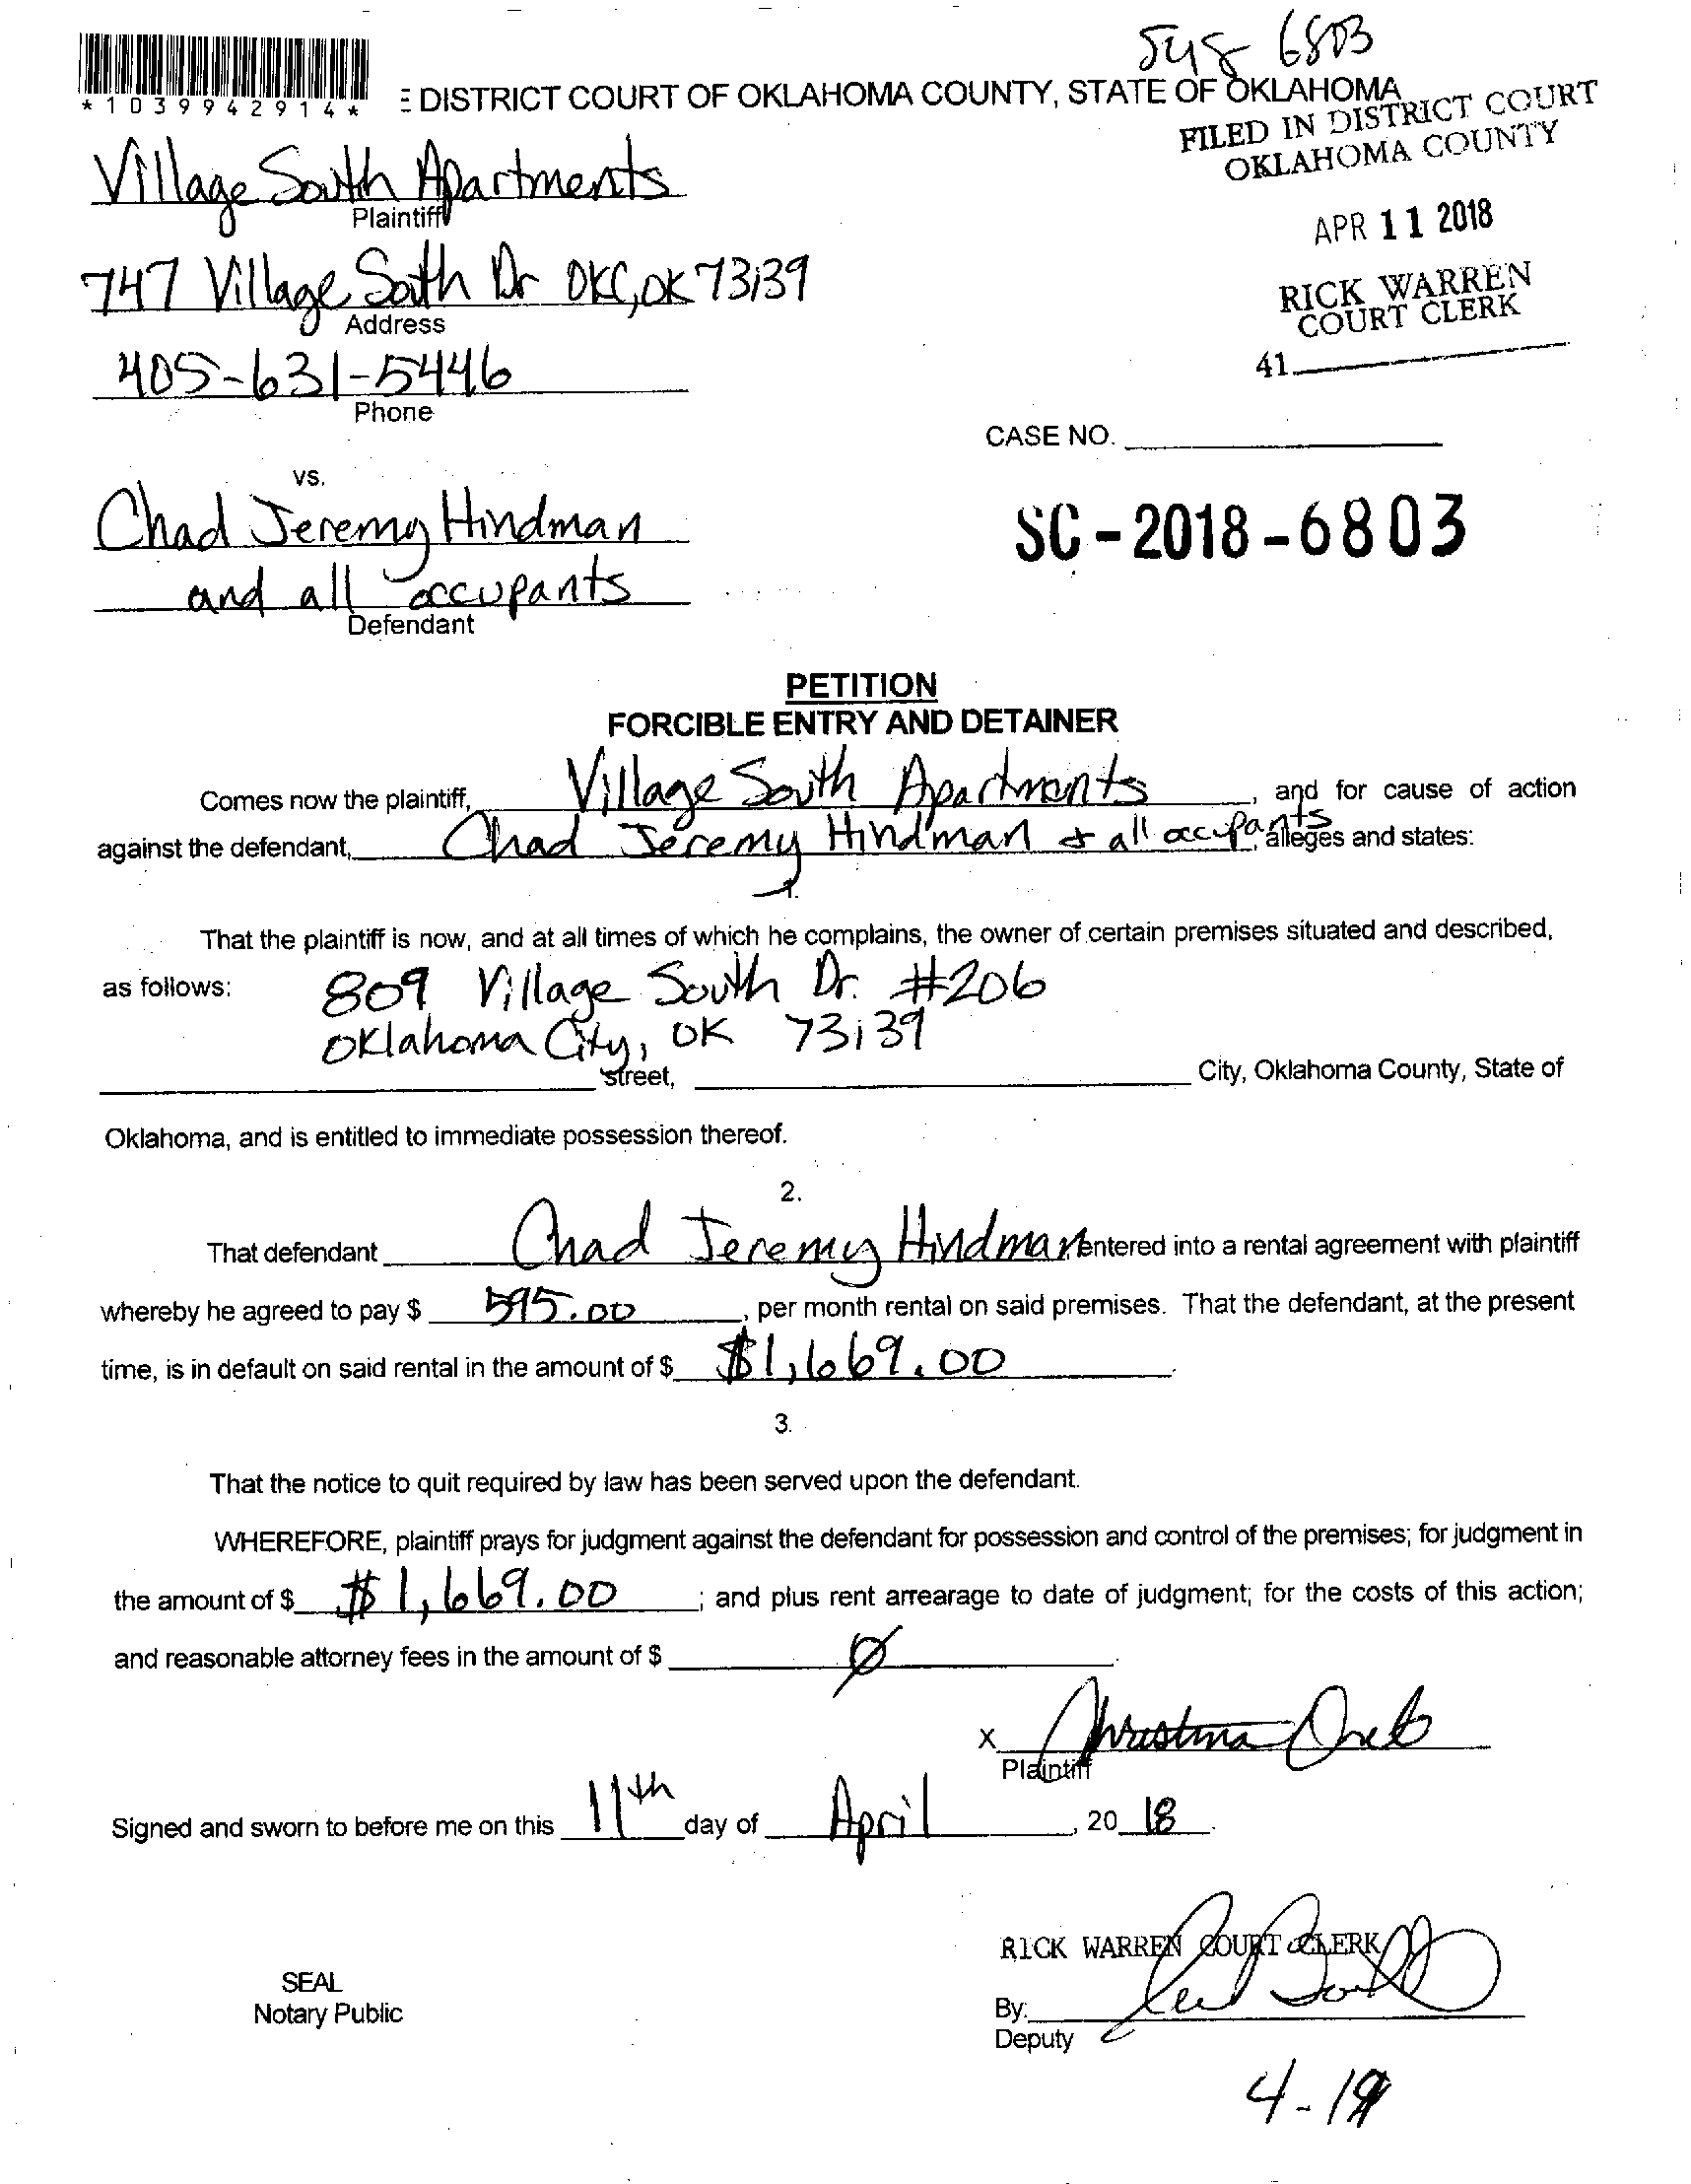 6803
*1039942914*
E DISTRICT COURT OF OKLAHOMA COUNTY, STATE OF OKLAHOMA
FILED IN DISTRICT COURT
OKLAHOMA COUNTY
Village South Apartments
Plaintiff
APR 11 2018
747 Village South Dr OKC, OK 73139
Address
RICK WARREN
COURT CLERK
405-631-5446
Phone
41
CASE NO.
vs.
Chad Jeremy Hindman
SC-2018-6803
and all occupants
Defendant
PETITION
FORCIBLE ENTRY AND DETAINER
Comes now the plaintiff, Village South Apartments, and for cause of action
against the defendant, Chad Jeremy Hindman & all occupants, alleges and states:
1.
That the plaintiff is now, and at all times of which he complains, the owner of certain premises situated and described,
as follows: 809 Village South Dr. #206
Oklahoma City, OK 73139
street, City, Oklahoma County, State of
Oklahoma, and is entitled to immediate possession thereof.
2.
That defendant Chad Jeremy Hindman entered into a rental agreement with plaintiff
whereby he agreed to pay $ 595.00, per month rental on said premises. That the defendant, at the present
time, is in default on said rental in the amount of $ $1,669.00.
3.
That the notice to quit required by law has been served upon the defendant.
WHEREFORE, plaintiff prays for judgment against the defendant for possession and control of the premises; for judgment in
the amount of $ $1,669.00; and plus rent arrearage to date of judgment; for the costs of this action;
and reasonable attorney fees in the amount of $ Ø.
x Christina
Plaintiff
Signed and sworn to before me on this 11th day of April, 2018.
RICK WARREN COURT CLERK
SEAL
Notary Public
By:
Deputy
4-19